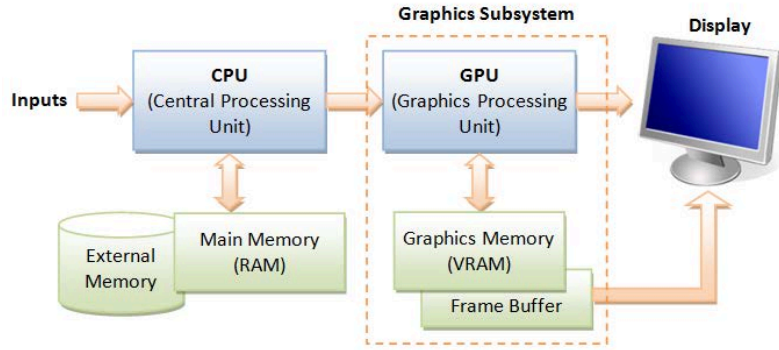 Graphics Subsystem
Display
Inputs
CPU
(Central Processing
Unit)
GPU
(Graphics Processing
Unit)
External
Memory
Main Memory
(RAM)
Graphics Memory
(VRAM)
Frame Buffer